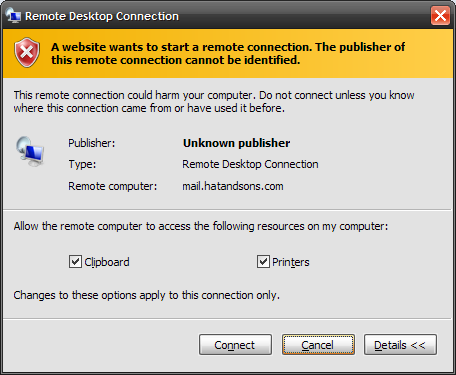 Remote Desktop Connection
A website wants to start a remote connection. The publisher of
this remote connection cannot be identified.
This remote connection could harm your computer. Do not connect unless you know
where this connection came from or have used it before.
Publisher: Unknown publisher
Type: Remote Desktop Connection
Remote computer: mail.hatandsons.com
Allow the remote computer to access the following resources on my computer:
Clipboard Printers
Changes to these options apply to this connection only.
Connect Cancel Details <<